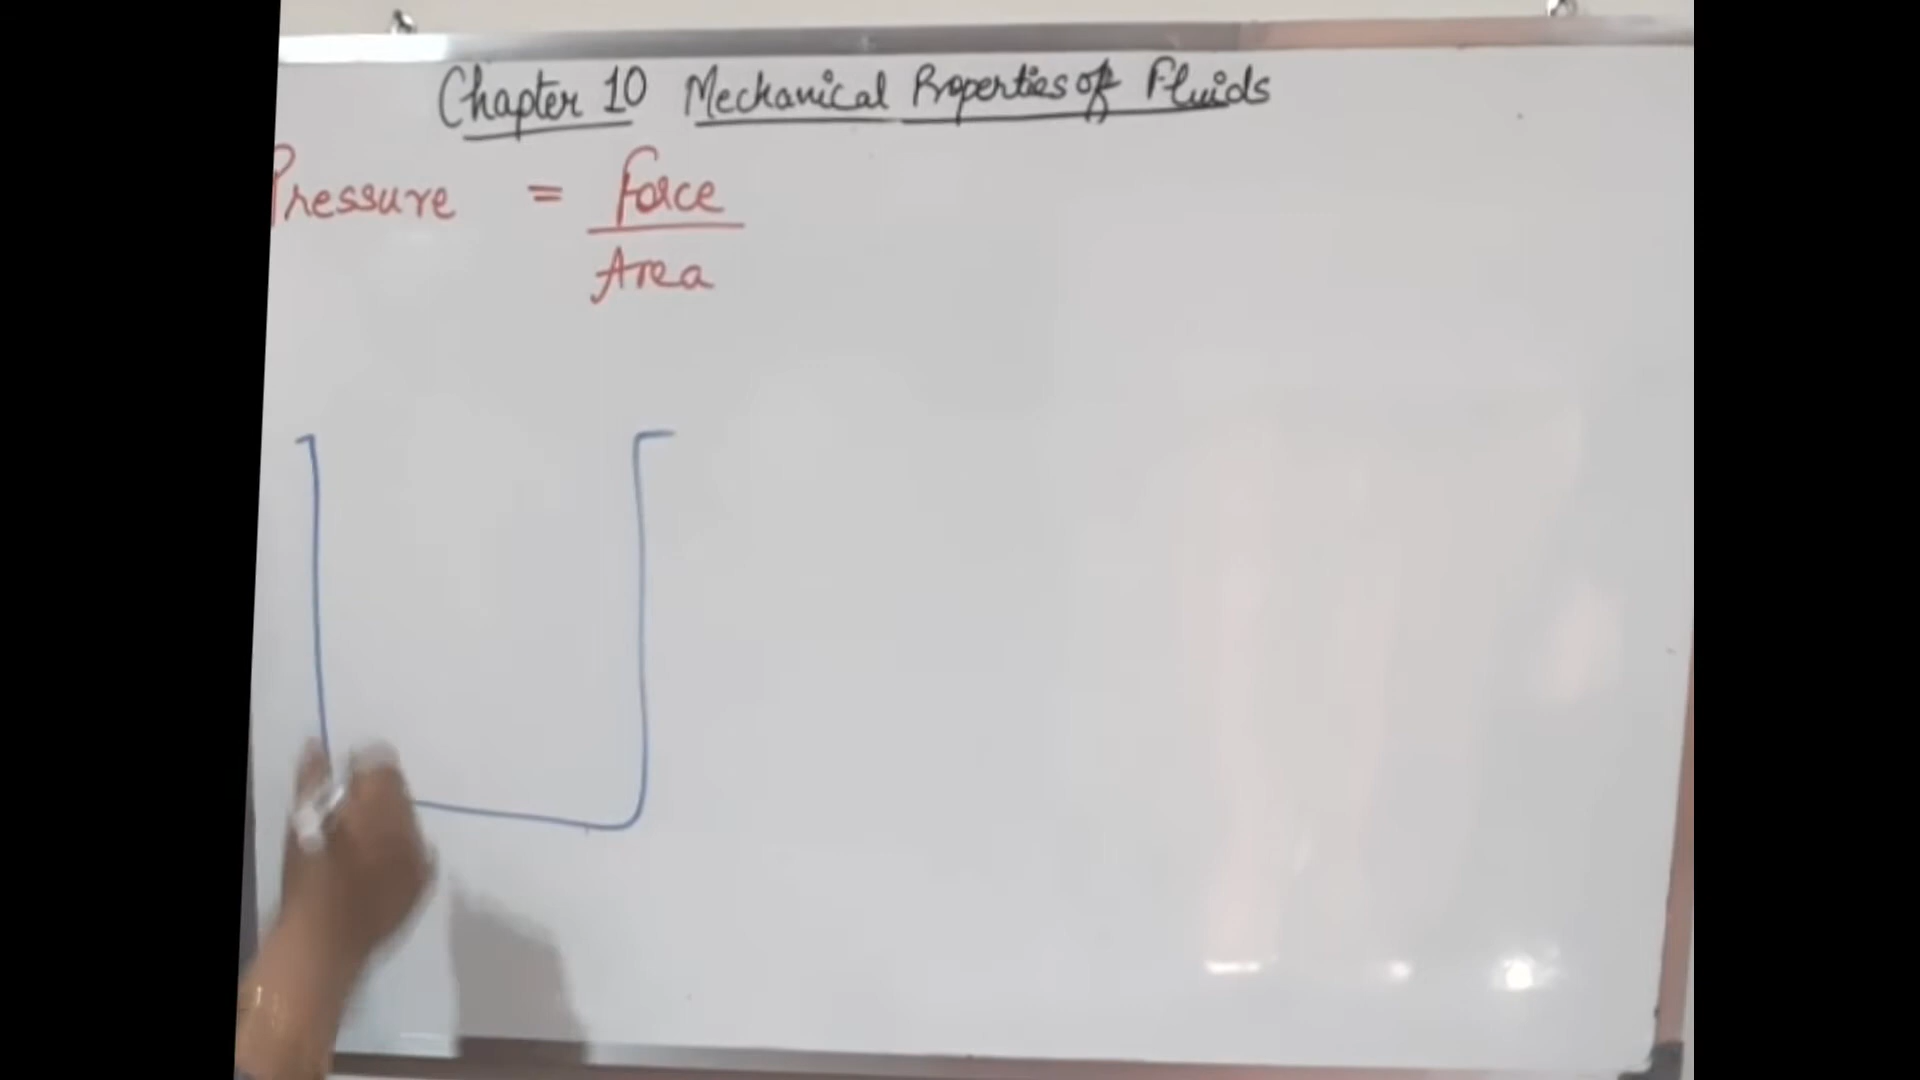 Chapter 10 Mechanical Properties of Fluids
Pressure = Force
Area